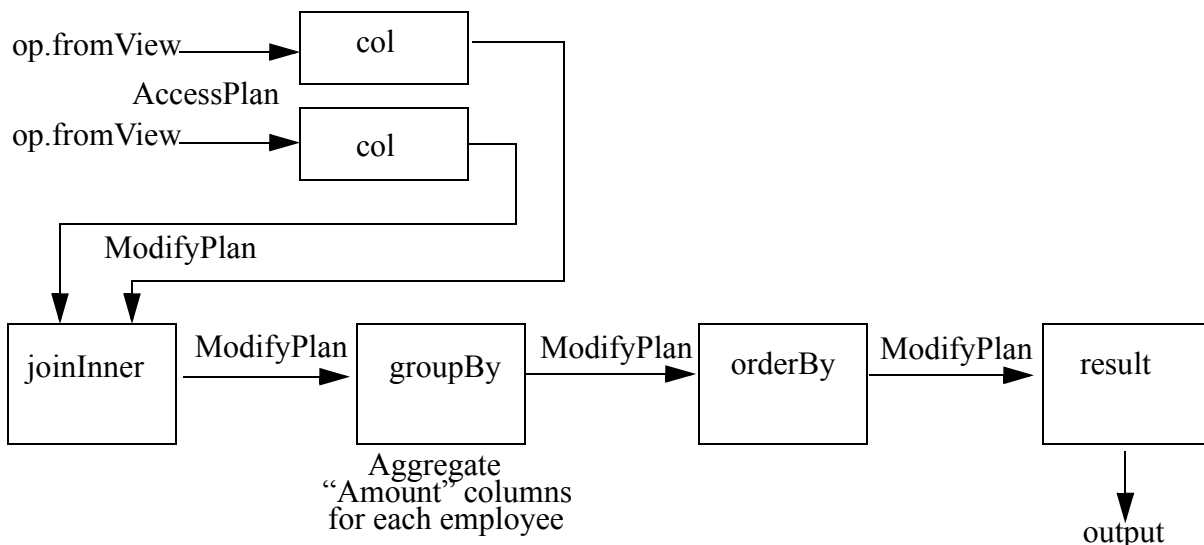 op.fromView
col
AccessPlan
op.fromView
col
ModifyPlan
joinInner
ModifyPlan
groupBy
ModifyPlan
orderBy
ModifyPlan
result
Aggregate
“Amount” columns
for each employee
output